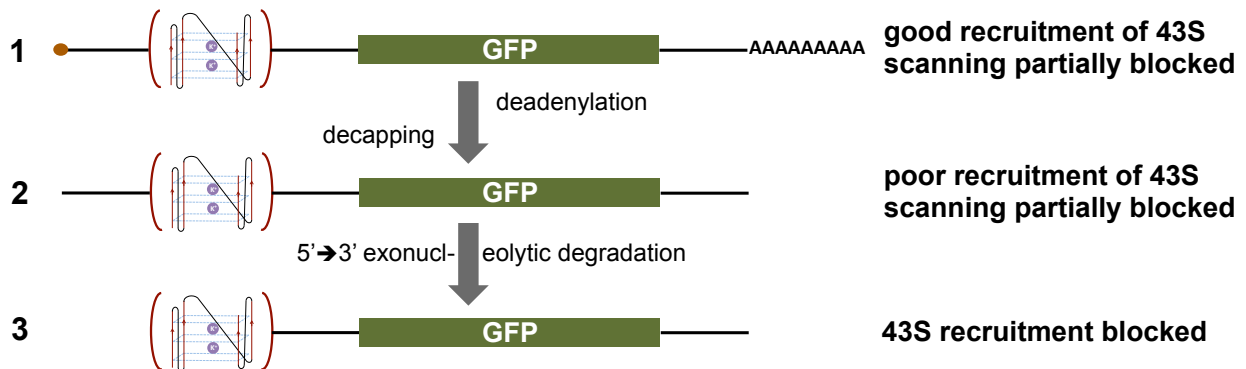 1
GFP
AAAAAAAAA
good recruitment of 43S
scanning partially blocked
K+
K+
deadenylation
decapping
2
GFP
poor recruitment of 43S
scanning partially blocked
K+
K+
5'➔3' exonucl- eolytic degradation
3
GFP
43S recruitment blocked
K+
K+